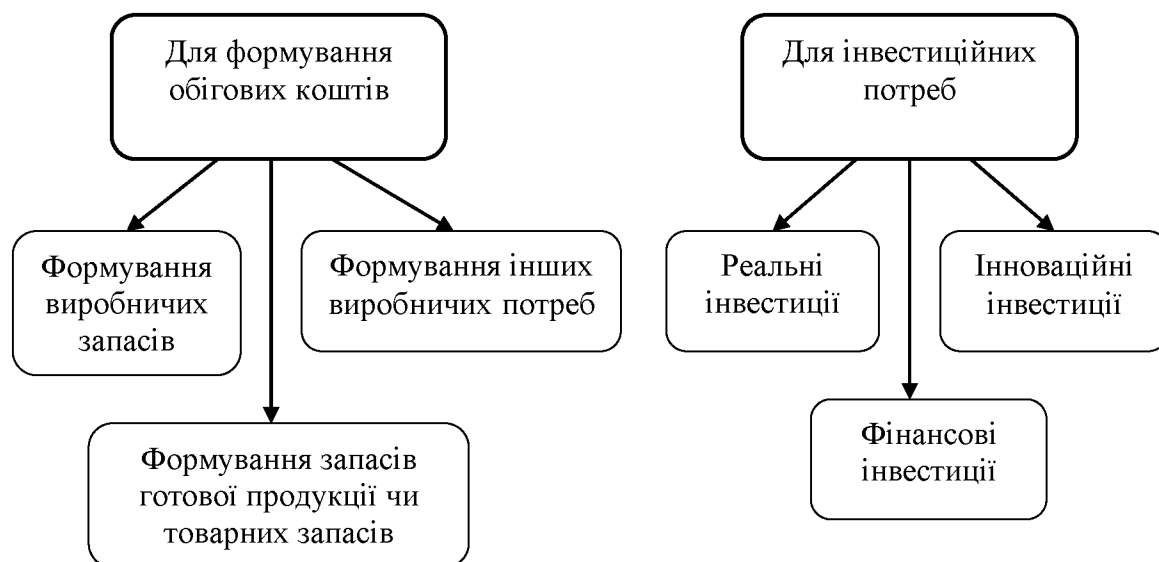 Для формування
обігових коштів
Для інвестиційних
потреб
Формування
виробничих
запасів
Формування інших
виробничих потреб
Реальні
інвестиції
Інноваційні
інвестиції
Формування запасів
готової продукції чи
товарних запасів
Фінансові
інвестиції